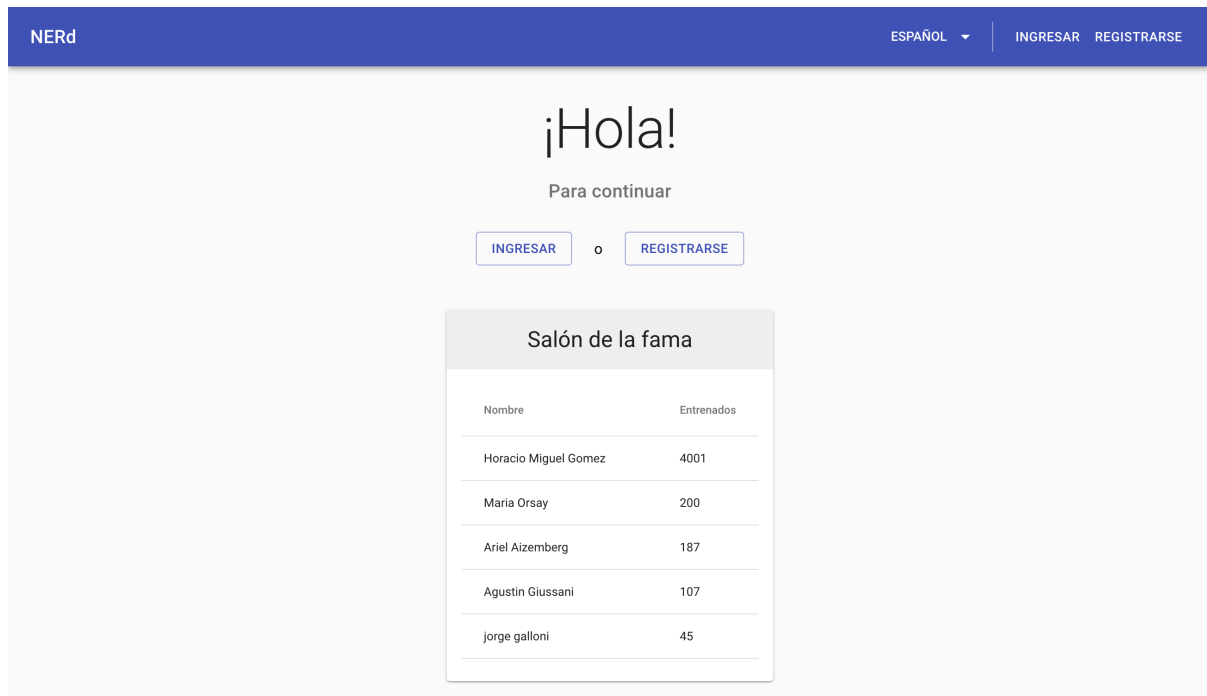 NERd ESPAÑOL INGRESAR REGISTRARSE
¡Hola!
Para continuar
INGRESAR o REGISTRARSE
Salón de la fama
Nombre Entrenados
Horacio Miguel Gomez 4001
Maria Orsay 200
Ariel Aizemberg 187
Agustin Giussani 107
jorge galloni 45